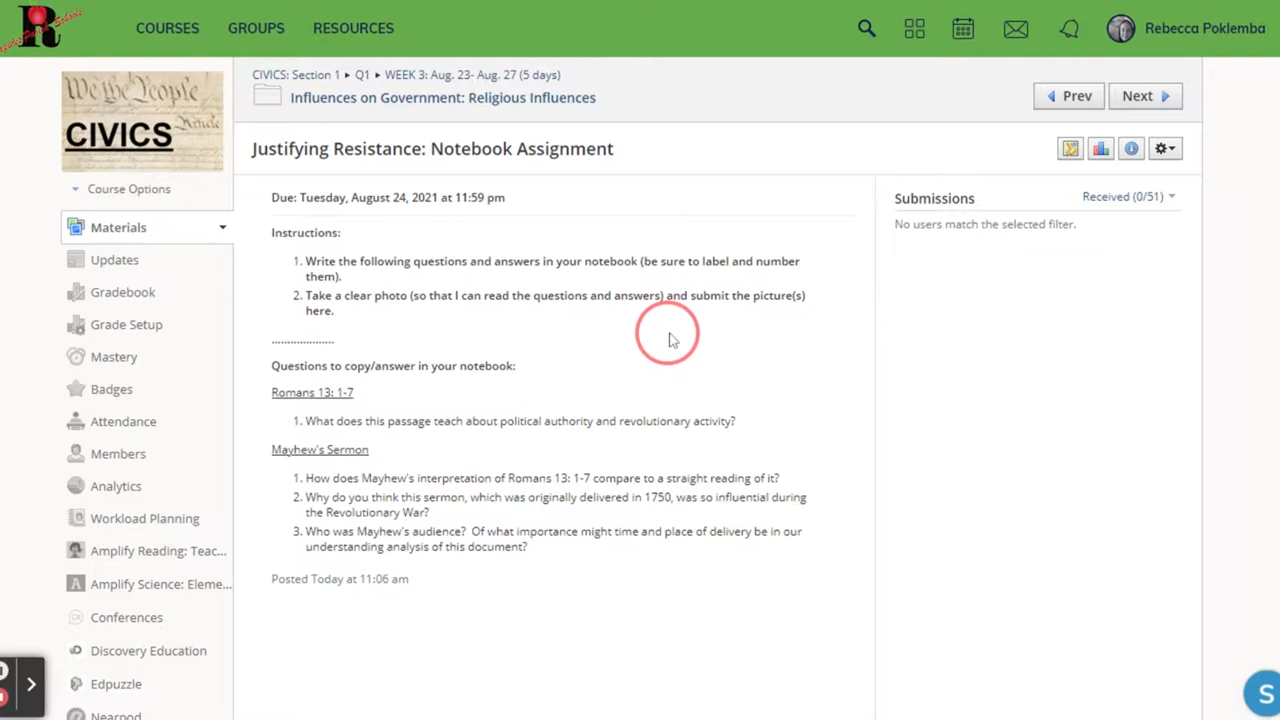 COURSES GROUPS RESOURCES Rebecca Poklemba
We the People
CIVICS
Article
Course Options
Materials
Updates
Gradebook
Grade Setup
Mastery
Badges
Attendance
Members
Analytics
Workload Planning
Amplify Reading: Teac...
Amplify Science: Eleme...
Conferences
Discovery Education
Edpuzzle
Nearpod
CIVICS: Section 1 ▸ Q1 ▸ WEEK 3: Aug. 23- Aug. 27 (5 days)
Influences on Government: Religious Influences
Prev Next
Justifying Resistance: Notebook Assignment
Due: Tuesday, August 24, 2021 at 11:59 pm
Instructions:
1. Write the following questions and answers in your notebook (be sure to label and number
them).
2. Take a clear photo (so that I can read the questions and answers) and submit the picture(s)
here.
...................
Questions to copy/answer in your notebook:
Romans 13: 1-7
1. What does this passage teach about political authority and revolutionary activity?
Mayhew's Sermon
1. How does Mayhew's interpretation of Romans 13: 1-7 compare to a straight reading of it?
2. Why do you think this sermon, which was originally delivered in 1750, was so influential during
the Revolutionary War?
3. Who was Mayhew's audience? Of what importance might time and place of delivery be in our
understanding analysis of this document?
Posted Today at 11:06 am
Submissions Received (0/51)
No users match the selected filter.
S